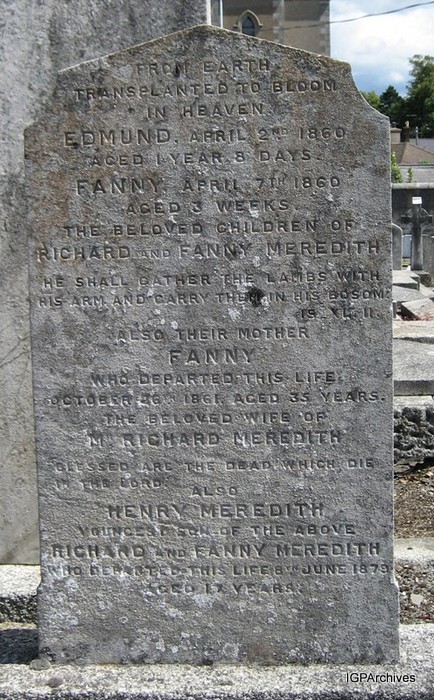 FROM EARTH
TRANSPLANTED TO BLOOM
IN HEAVEN
EDMUND, APRIL 2ND 1860
AGED 1 YEAR 8 DAYS.
FANNY, APRIL 7TH 1860
AGED 3 WEEKS.
THE BELOVED CHILDREN OF
RICHARD AND FANNY MEREDITH
HE SHALL GATHER THE LAMBS WITH
HIS ARM, AND CARRY THEM IN HIS BOSOM
IS. XL. 11.
ALSO THEIR MOTHER
FANNY
WHO DEPARTED THIS LIFE
OCTOBER 26TH 1861, AGED 35 YEARS.
THE BELOVED WIFE OF
MR RICHARD MEREDITH
BLESSED ARE THE DEAD WHICH DIE
IN THE LORD
ALSO
HENRY MEREDITH
YOUNGEST SON OF THE ABOVE
RICHARD AND FANNY MEREDITH
WHO DEPARTED THIS LIFE 8TH JUNE 1879
AGED 17 YEARS.
IGPArchives